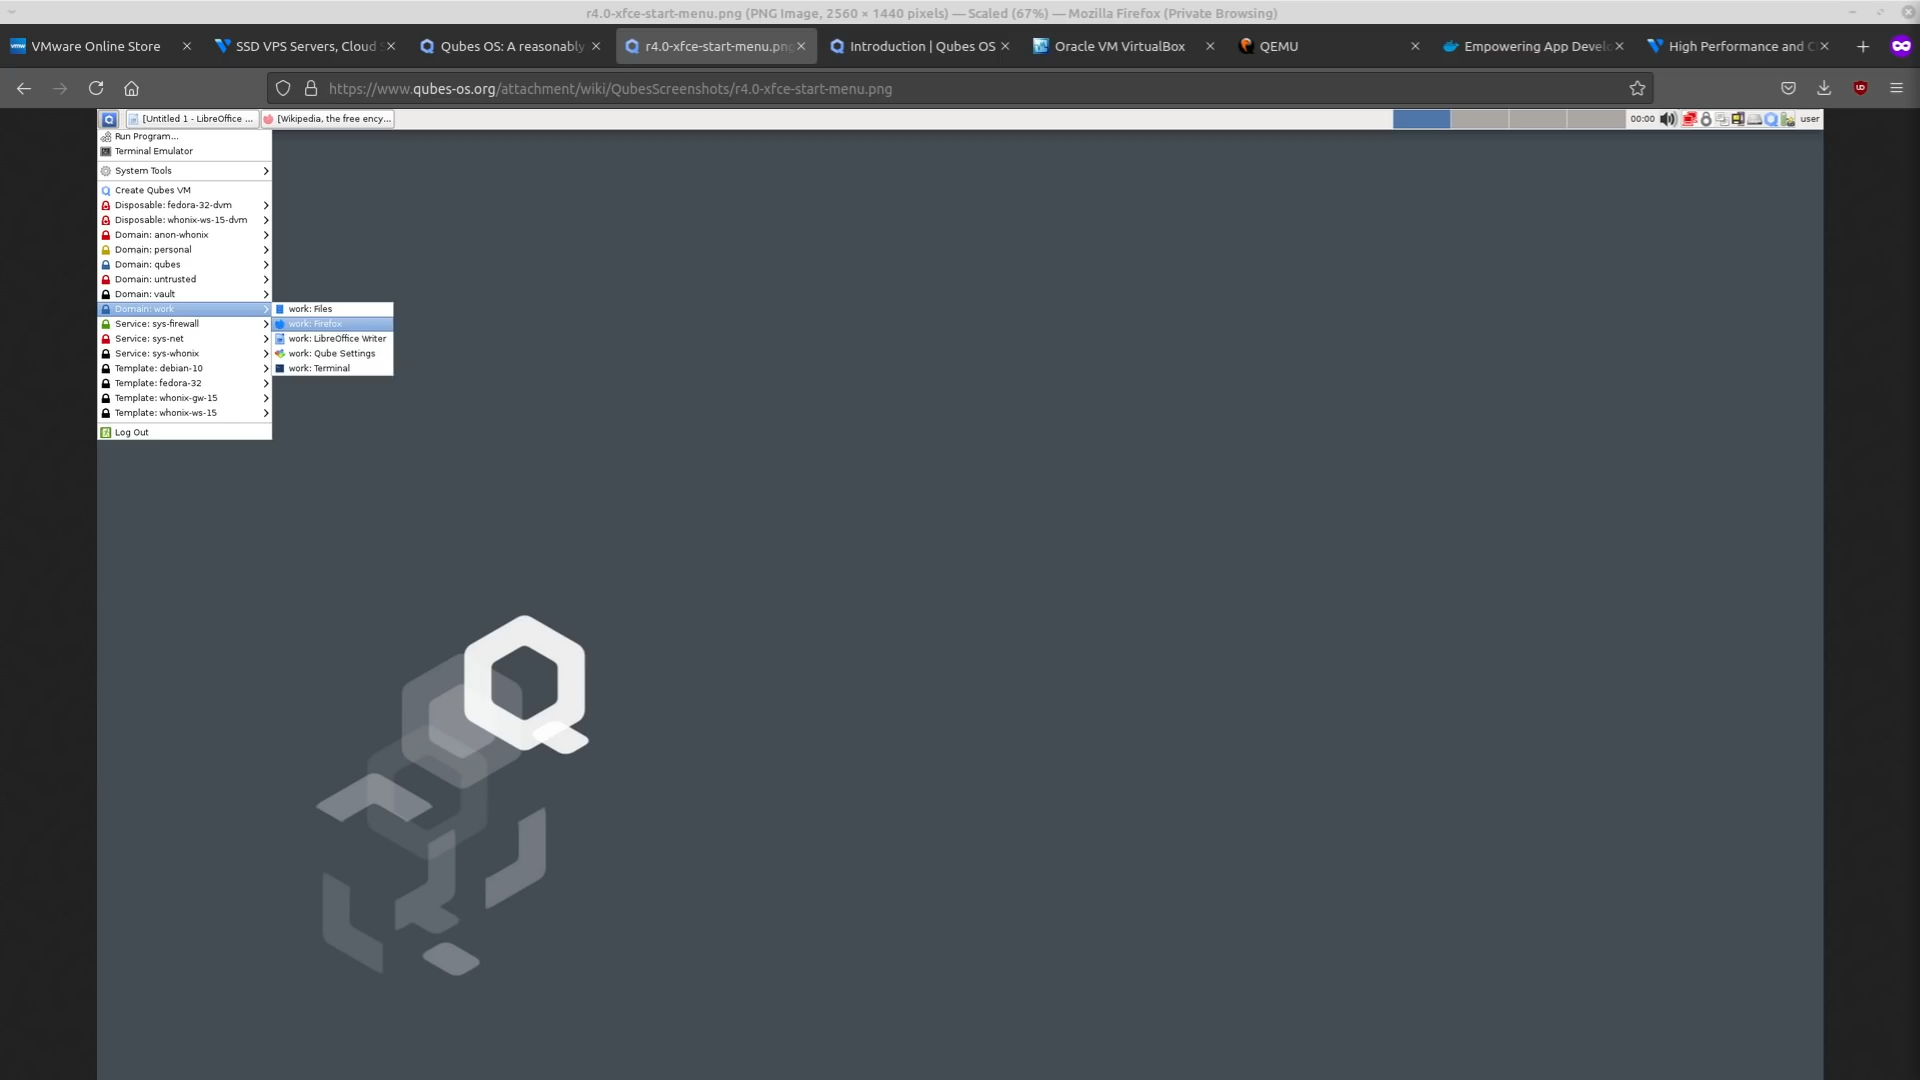 r4.0-xfce-start-menu.png (PNG Image, 2560 × 1440 pixels) — Scaled (67%) — Mozilla Firefox (Private Browsing)
VMware Online Store
SSD VPS Servers, Cloud S
Qubes OS: A reasonably
r4.0-xfce-start-menu.png
Introduction | Qubes OS
Oracle VM VirtualBox
QEMU
Empowering App Develo
High Performance and C
https://www.qubes-os.org/attachment/wiki/QubesScreenshots/r4.0-xfce-start-menu.png
[Untitled 1 - LibreOffice ...
[Wikipedia, the free ency...
00:00
user
Run Program...
Terminal Emulator
System Tools
Create Qubes VM
Disposable: fedora-32-dvm
Disposable: whonix-ws-15-dvm
Domain: anon-whonix
Domain: personal
Domain: qubes
Domain: untrusted
Domain: vault
Domain: work
work: Files
Service: sys-firewall
work: Firefox
Service: sys-net
work: LibreOffice Writer
Service: sys-whonix
work: Qube Settings
Template: debian-10
work: Terminal
Template: fedora-32
Template: whonix-gw-15
Template: whonix-ws-15
Log Out